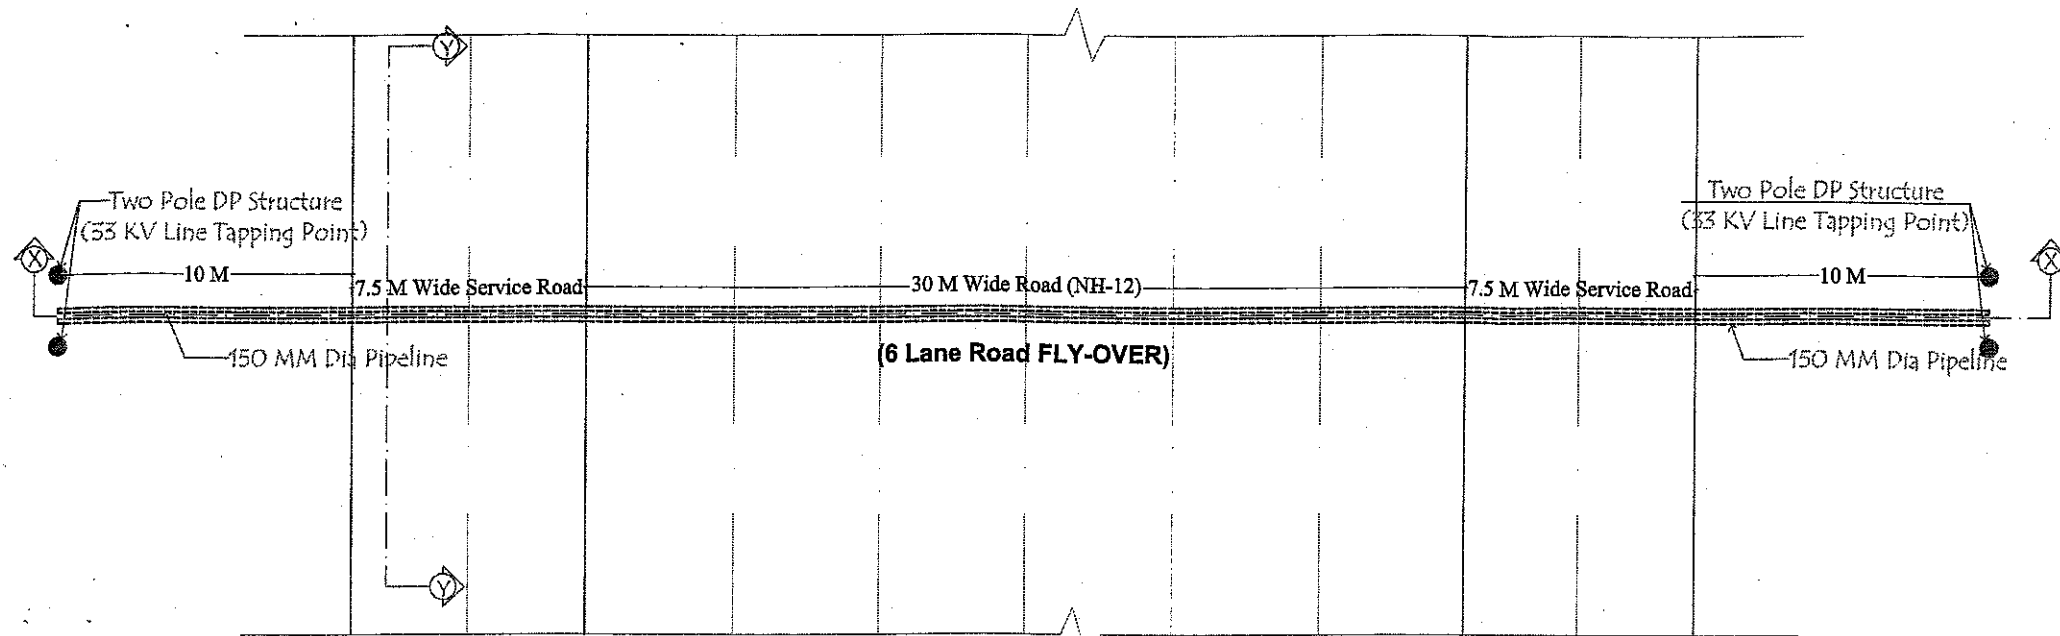 Y
Two Pole DP Structure
(33 KV Line Tapping Point)
X
10 M
7.5 M Wide Service Road
30 M Wide Road (NH-12)
7.5 M Wide Service Road
Two Pole DP Structure
(33 KV Line Tapping Point)
10 M
X
150 MM Dia Pipeline
(6 Lane Road FLY-OVER)
150 MM Dia Pipeline
Y